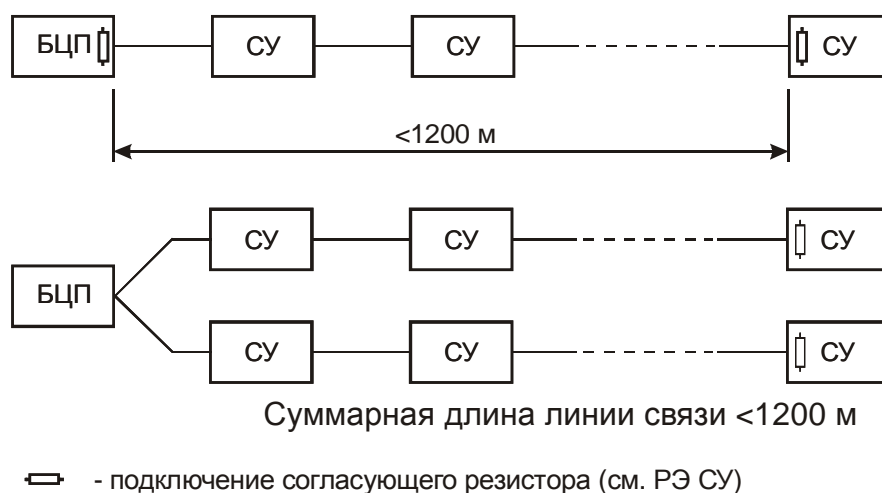 БЦП СУ СУ СУ
<1200 м
СУ СУ СУ
БЦП
СУ СУ СУ
Суммарная длина линии связи <1200 м
- подключение согласующего резистора (см. РЭ СУ)